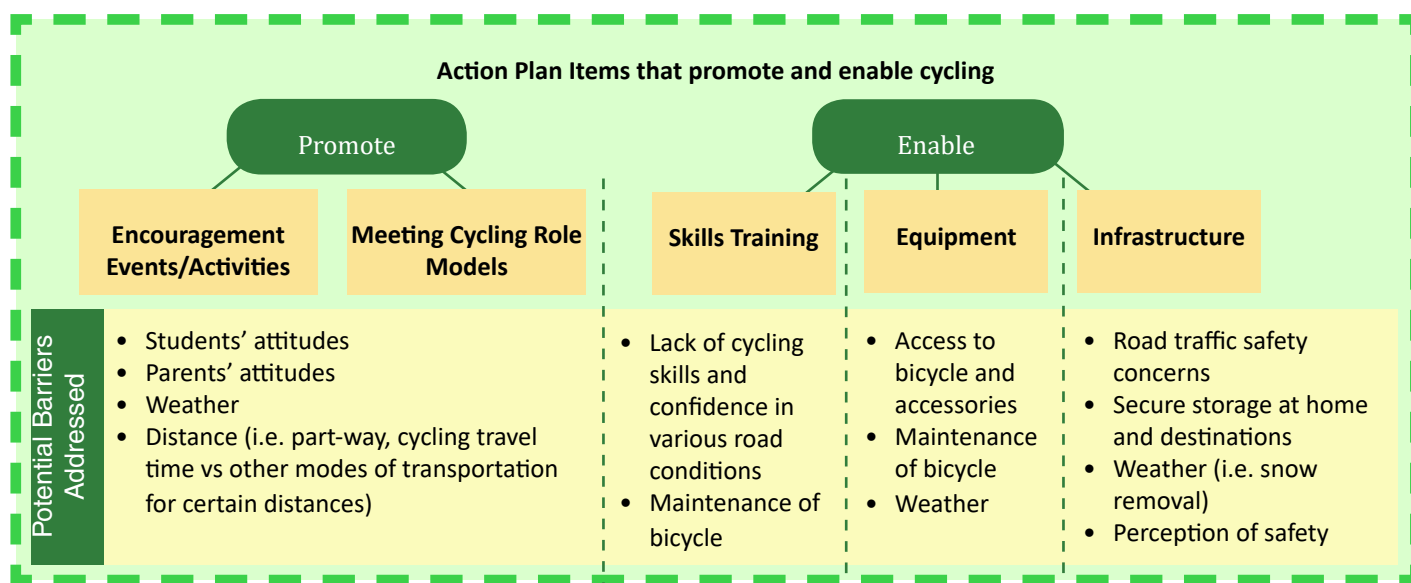 Action Plan Items that promote and enable cycling
Promote
Enable
Encouragement
Events/Activities
Meeting Cycling Role
Models
Skills Training
Equipment
Infrastructure
Potential Barriers
Addressed
• Students’ attitudes
• Parents’ attitudes
• Weather
• Distance (i.e. part-way, cycling travel
time vs other modes of transportation
for certain distances)
• Lack of cycling
skills and
confidence in
various road
conditions
• Maintenance of
bicycle
• Access to
bicycle and
accessories
• Maintenance
of bicycle
• Weather
• Road traffic safety
concerns
• Secure storage at home
and destinations
• Weather (i.e. snow
removal)
• Perception of safety